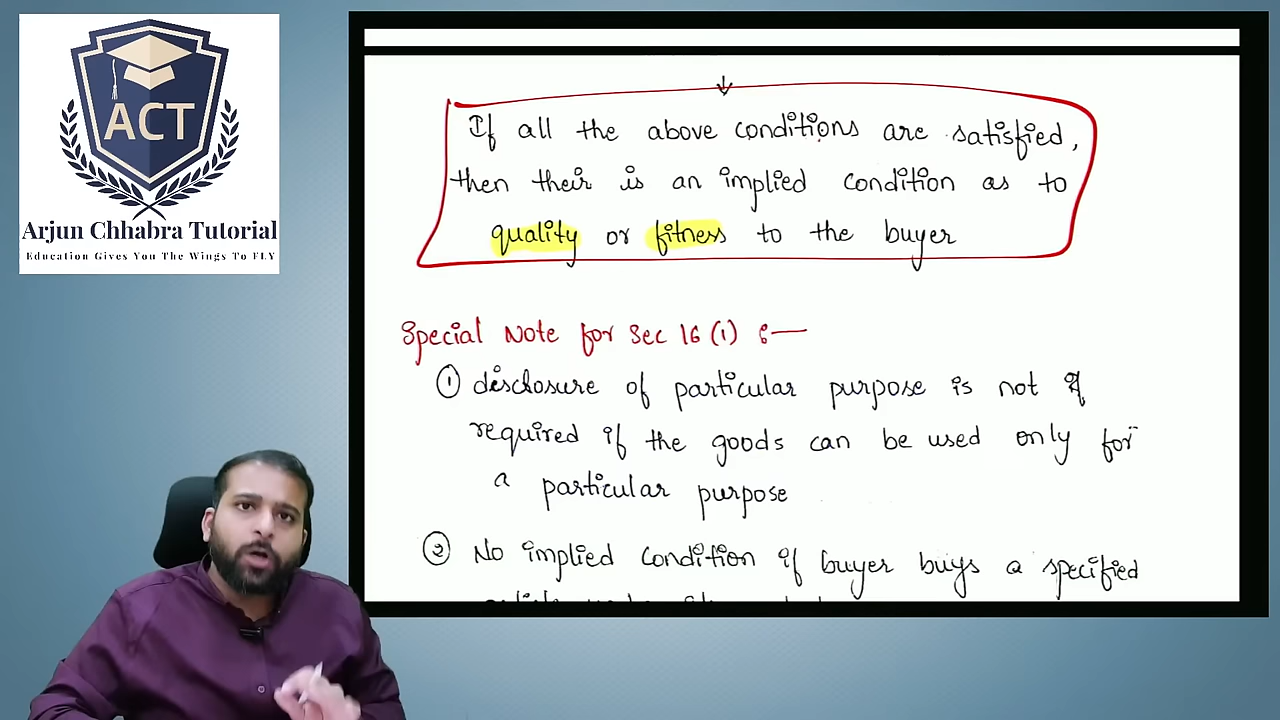 ACT
Arjun Chhabra Tutorial
Education Gives You The Wings To FLY
If all the above conditions are satisfied,
then their is an implied condition as to
quality or fitness to the buyer
Special Note for Sec 16 (1) :—
① disclosure of particular purpose is not
required if the goods can be used only for
a particular purpose
② No implied condition if buyer buys a specified